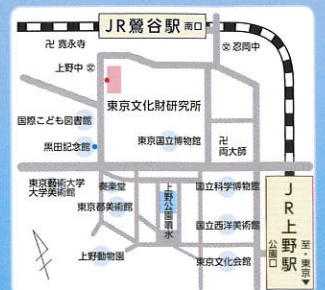 JR鶯谷駅 南口
卍 寛永寺
文 忍岡中
上野中 文
東京文化財研究所
国際こども図書館
黒田記念館
東京国立博物館
卍
両大師
東京藝術大学
大学美術館
奏楽堂
東京都美術館
上野公園噴水
国立科学博物館
国立西洋美術館
上野動物園
東京文化会館
JR上野駅
公園口
至・東京▼